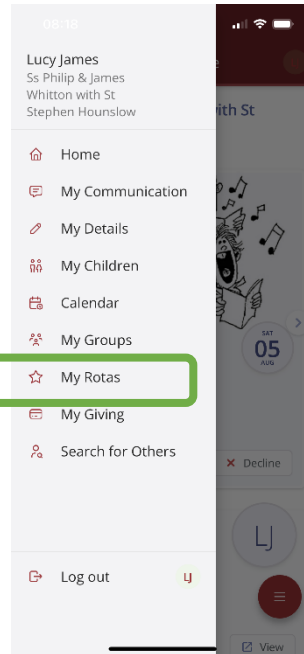 08:18
Lucy James
Ss Philip & James
Whitton with St
Stephen Hounslow
with St
Home
My Communication
My Details
My Children
Calendar
My Groups
SAT
05
AUG
My Rotas
My Giving
Search for Others
Decline
LJ
Log out
LJ
View